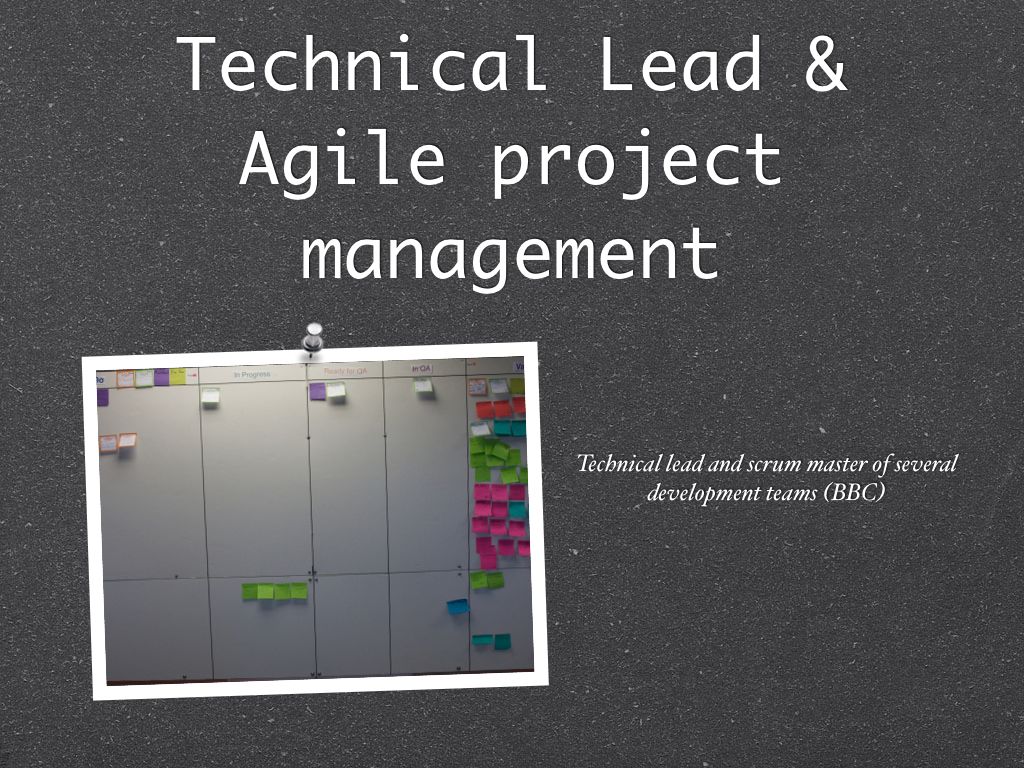 Technical Lead &
Agile project
management
In Progress
Ready for QA
In QA
Technical lead and scrum master of several
development teams (BBC)